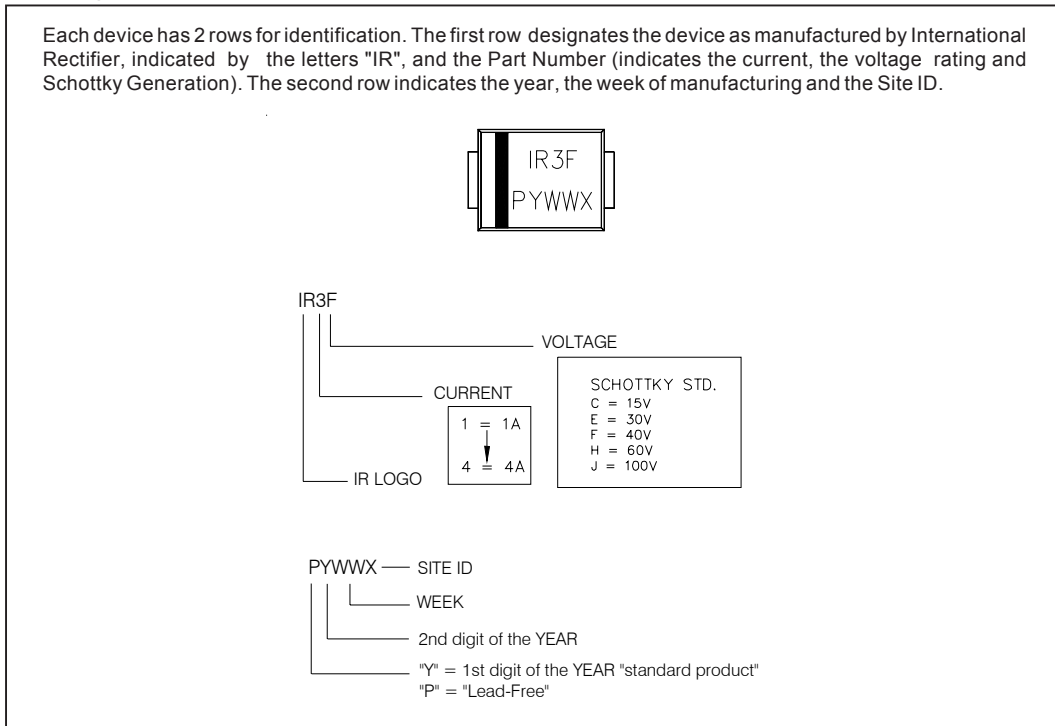 Each device has 2 rows for identification. The first row designates the device as manufactured by International
Rectifier, indicated by the letters "IR", and the Part Number (indicates the current, the voltage rating and
Schottky Generation). The second row indicates the year, the week of manufacturing and the Site ID.
IR3F
PYWWX
IR3F
VOLTAGE
SCHOTTKY STD.
C = 15V
E = 30V
F = 40V
H = 60V
J = 100V
CURRENT
1 = 1A
4 = 4A
IR LOGO
PYWWX
SITE ID
WEEK
2nd digit of the YEAR
"Y" = 1st digit of the YEAR "standard product"
"P" = "Lead-Free"